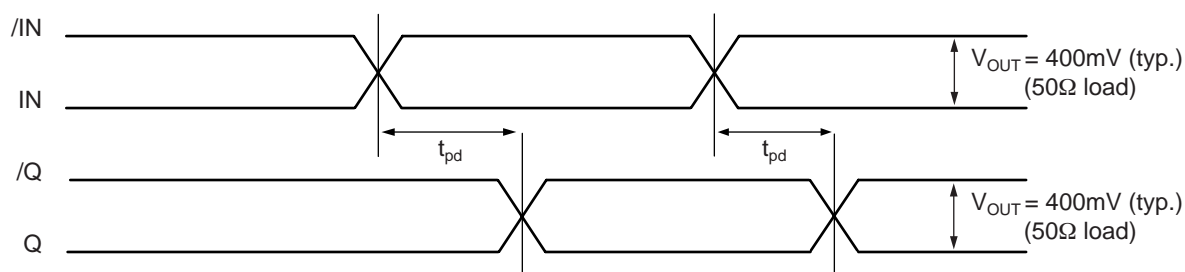 /IN
IN
V_OUT = 400mV (typ.)
(50Ω load)
t_pd
t_pd
/Q
Q
V_OUT = 400mV (typ.)
(50Ω load)